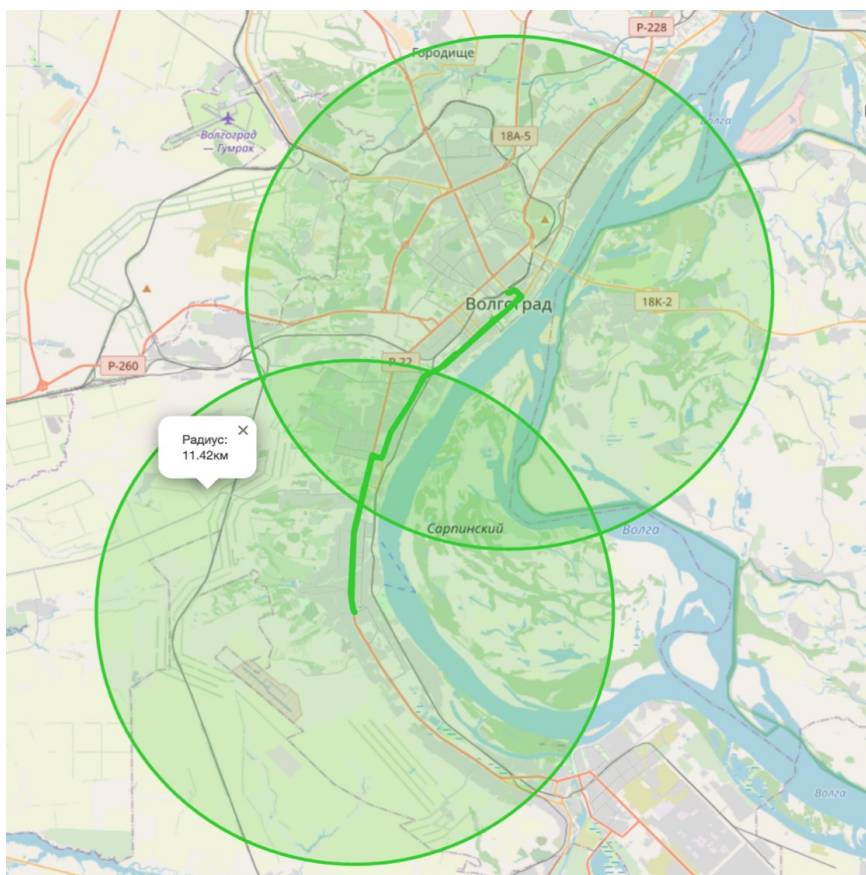 Городище
Р-228
Волга
Волгоград
— Гумрак
18А-5
Волгоград
18К-2
Р-260
Р-22
Радиус:
11.42км
Сарпинский
Волга
Волга